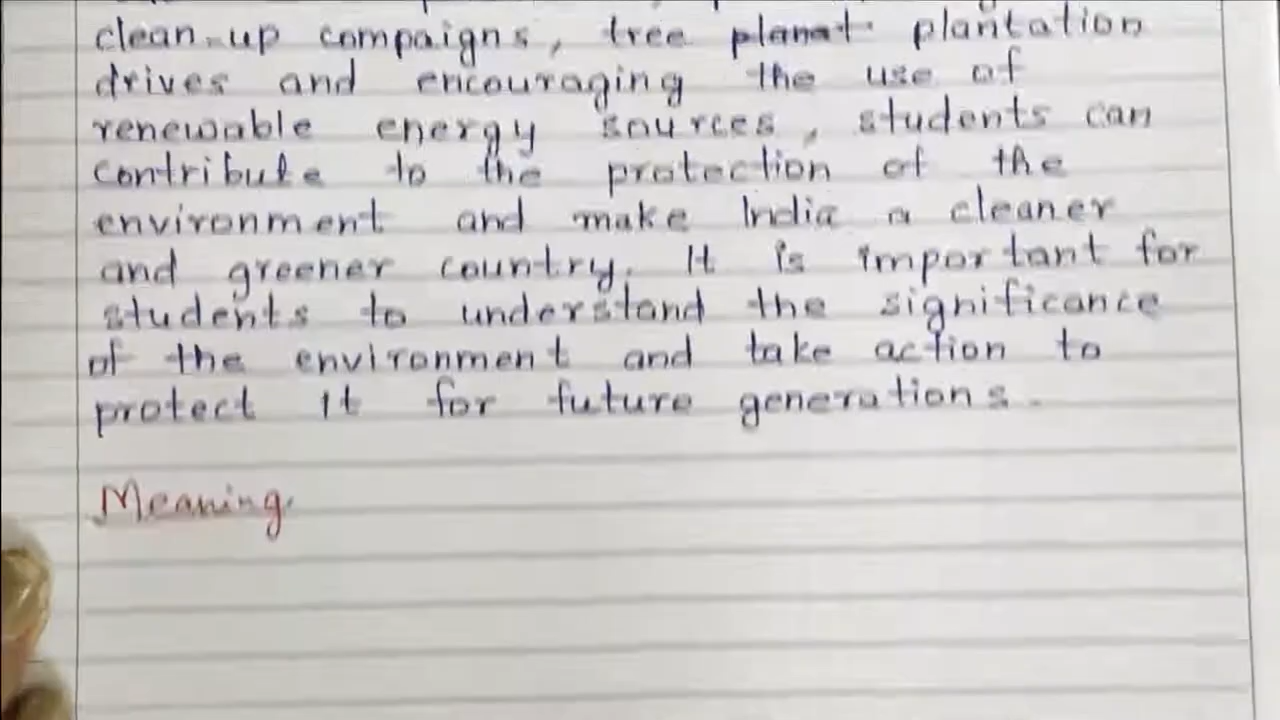 clean-up compaigns, tree planat plantation
drives and encouraging the use of
renewable energy sources, students can
contribute to the protection of the
environment and make India a cleaner
and greener country. It is important for
students to understand the significance
of the environment and take action to
protect it for future generations.
Meaning.